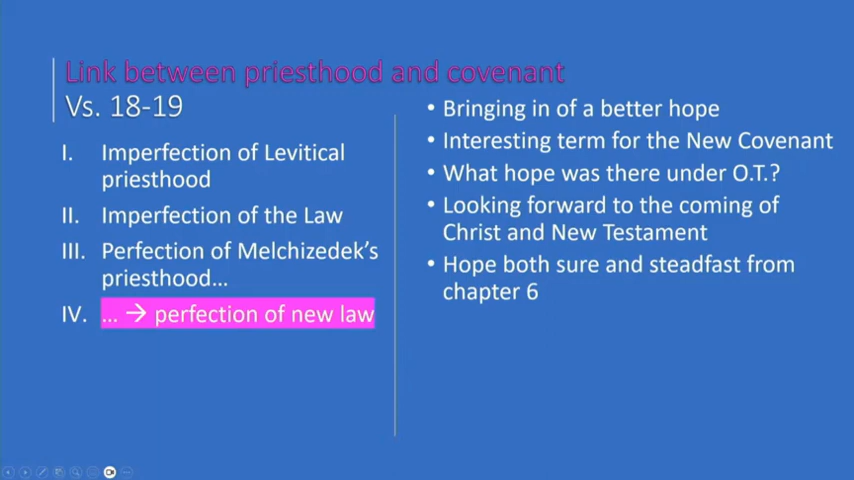 Link between priesthood and covenant
Vs. 18-19
I. Imperfection of Levitical
priesthood
II. Imperfection of the Law
III. Perfection of Melchizedek’s
priesthood...
IV. ... → perfection of new law
• Bringing in of a better hope
• Interesting term for the New Covenant
• What hope was there under O.T.?
• Looking forward to the coming of
Christ and New Testament
• Hope both sure and steadfast from
chapter 6